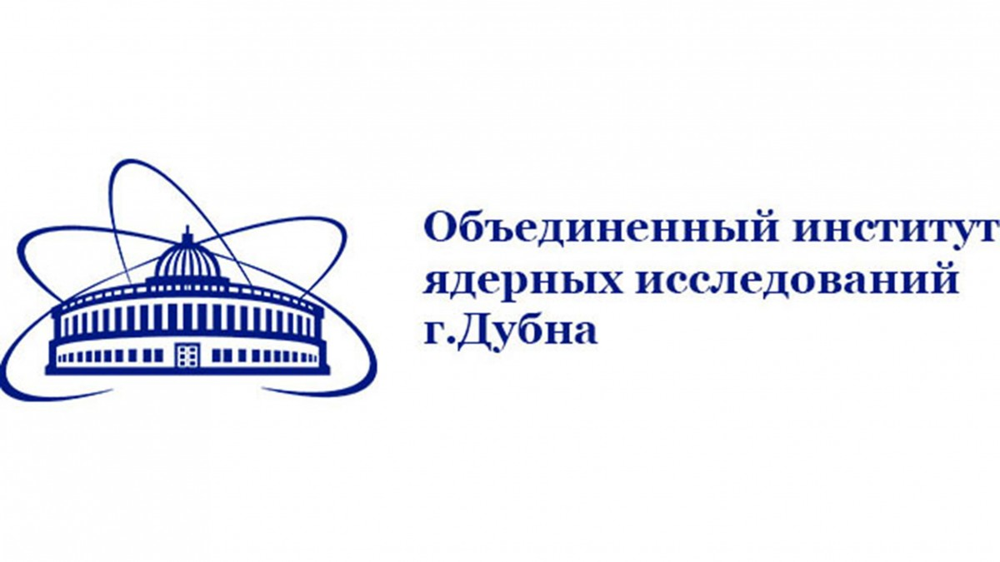 Объединенный институт
ядерных исследований
г.Дубна